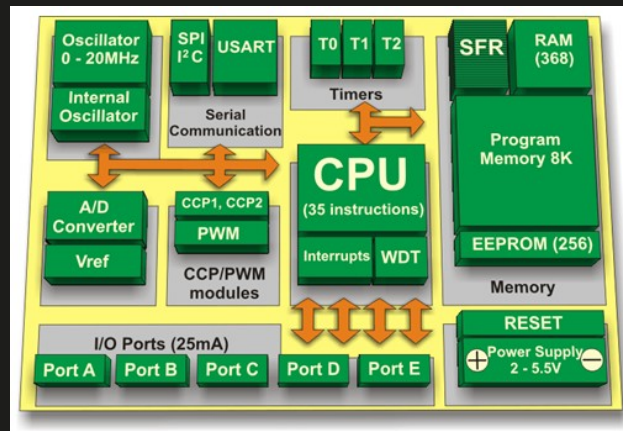 Oscillator
0 - 20MHz
Internal
Oscillator
SPI
I²C
USART
Serial
Communication
T0
T1
T2
Timers
SFR
RAM
(368)
Program
Memory 8K
EEPROM (256)
Memory
A/D
Converter
Vref
CCP1, CCP2
PWM
CCP/PWM
modules
CPU
(35 instructions)
Interrupts
WDT
I/O Ports (25mA)
Port A
Port B
Port C
Port D
Port E
RESET
+
Power Supply
2 - 5.5V
−